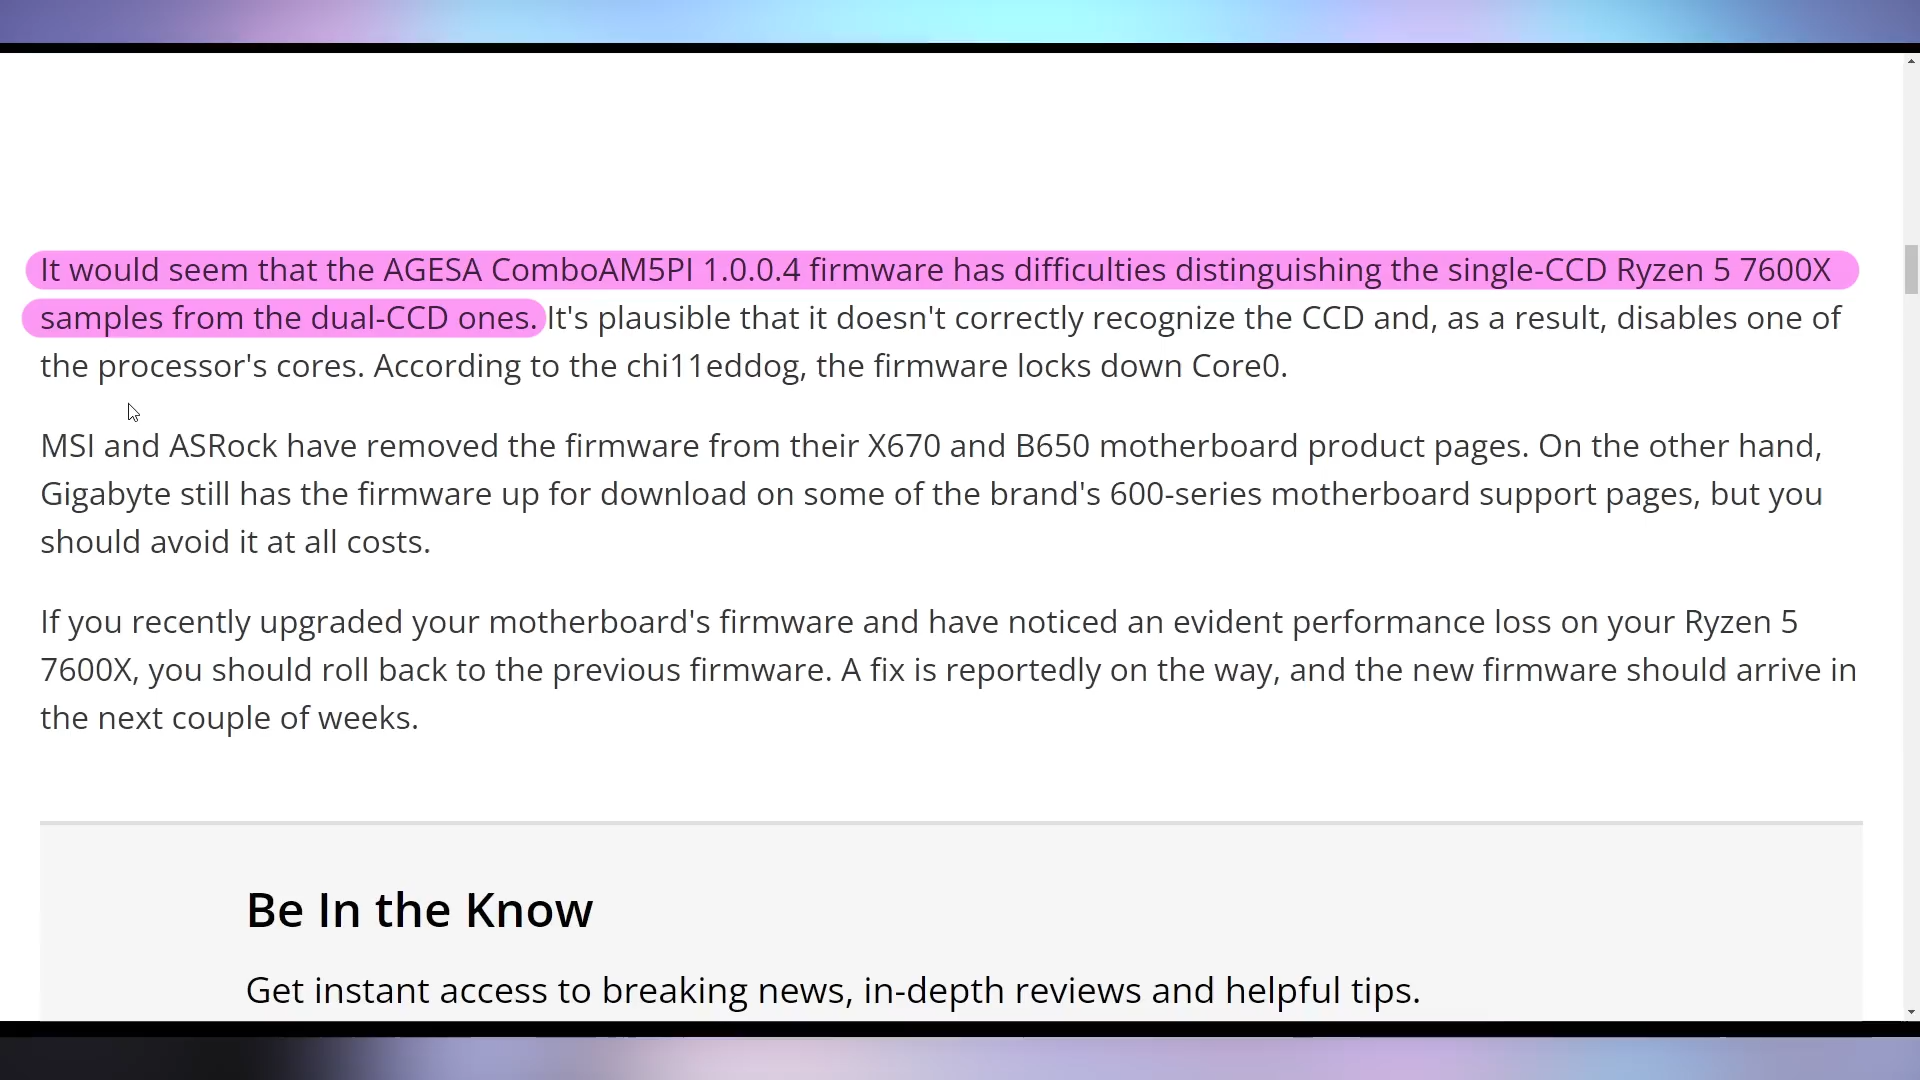 It would seem that the AGESA ComboAM5PI 1.0.0.4 firmware has difficulties distinguishing the single-CCD Ryzen 5 7600X
samples from the dual-CCD ones. It's plausible that it doesn't correctly recognize the CCD and, as a result, disables one of
the processor's cores. According to the chi11eddog, the firmware locks down Core0.
MSI and ASRock have removed the firmware from their X670 and B650 motherboard product pages. On the other hand,
Gigabyte still has the firmware up for download on some of the brand's 600-series motherboard support pages, but you
should avoid it at all costs.
If you recently upgraded your motherboard's firmware and have noticed an evident performance loss on your Ryzen 5
7600X, you should roll back to the previous firmware. A fix is reportedly on the way, and the new firmware should arrive in
the next couple of weeks.
Be In the Know
Get instant access to breaking news, in-depth reviews and helpful tips.